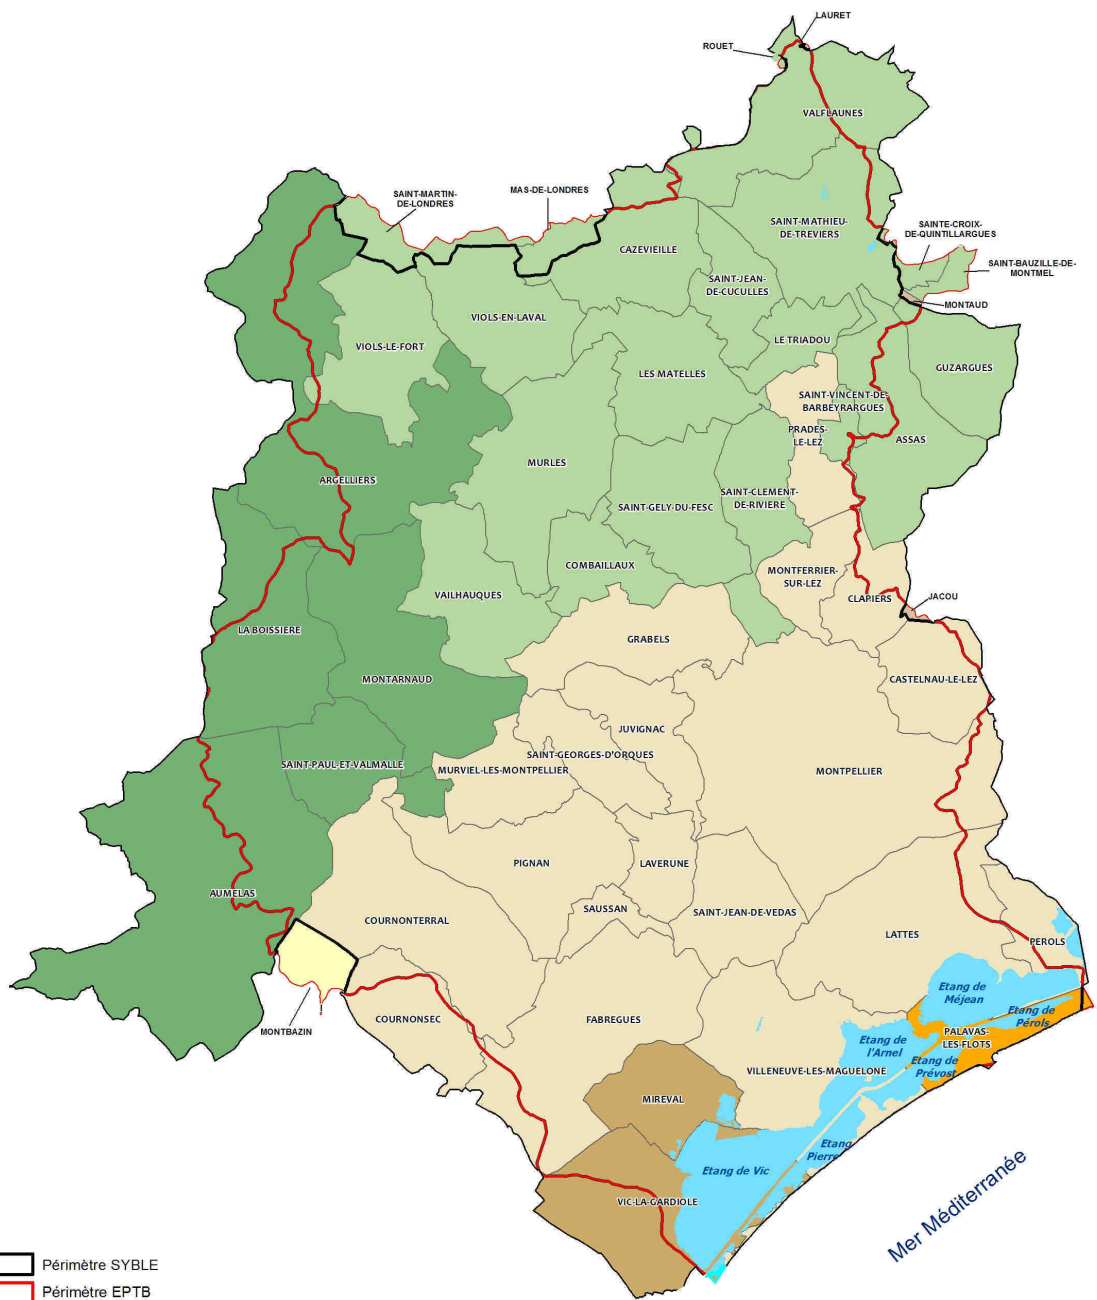 LAURET
ROUET
VALFLAUNES
SAINT-MARTIN-
DE-LONDRES
MAS-DE-LONDRES
SAINT-MATHIEU-
DE-TREVIERS
SAINTE-CROIX-
DE-QUINTILLARGUES
CAZEVIEILLE
SAINT-BAUZILLE-DE-
MONTMEL
SAINT-JEAN-
DE-CUCULLES
MONTAUD
VIOLS-EN-LAVAL
LE TRIADOU
VIOLS-LE-FORT
GUZARGUES
LES MATELLES
SAINT-VINCENT-DE-
BARBEYRARGUES
PRADES-
LE-LEZ
ASSAS
MURLES
ARGELLIERS
SAINT-CLEMENT-
DE-RIVIERE
SAINT-GELY-DU-FESC
COMBAILLAUX
MONTFERRIER-
SUR-LEZ
VAILHAUQUES
CLAPIERS
JACOU
LA BOISSIERE
GRABELS
MONTARNAUD
CASTELNAU-LE-LEZ
JUVIGNAC
SAINT-GEORGES-D'ORQUES
SAINT-PAUL-ET-VALMALLE
MURVIEL-LES-MONTPELLIER
MONTPELLIER
PIGNAN
LAVERUNE
AUMELAS
SAUSSAN
SAINT-JEAN-DE-VEDAS
COURNONTERRAL
LATTES
PEROLS
Etang de
Méjean
Etang de
Pérols
COURNONSEC
FABREGUES
MONTBAZIN
PALAVAS-
LES-FLOTS
Etang de
l'Arnel
Etang de
Prévost
VILLENEUVE-LES-MAGUELONE
MIREVAL
Etang
Pierre
Etang de Vic
VIC-LA-GARDIOLE
Mer Méditerranée
Périmètre SYBLE
Périmètre EPTB